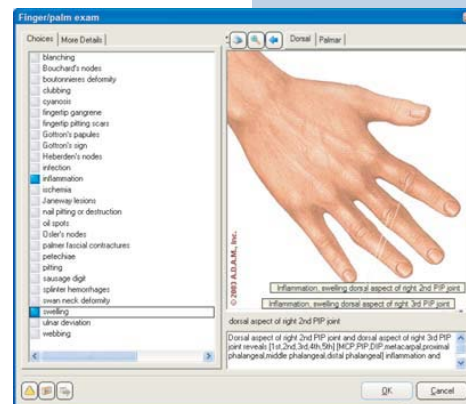 Finger/palm exam
Choices
More Details
Dorsal
Palmar
blanching
Bouchard's nodes
boutonnieres deformity
clubbing
cyanosis
fingertip gangrene
fingertip pitting scars
Gottron's papules
Gottron's sign
Heberden's nodes
infection
inflammation
ischemia
Janeway lesions
nail pitting or destruction
oil spots
Osler's nodes
palmer fascial contractures
petechiae
pitting
sausage digit
splinter hemorrhages
swan neck deformity
swelling
ulnar deviation
webbing
© 2003 A.D.A.M., Inc.
Inflammation, swelling dorsal aspect of right 2nd PIP joint
Inflammation, swelling dorsal aspect of right 3rd PIP joint
dorsal aspect of right 2nd PIP joint
Dorsal aspect of right 2nd PIP joint and dorsal aspect of right 3rd PIP
joint reveals [1st,2nd,3rd,4th,5th] [MCP,PIP,DIP,metacarpal,proximal
phalangeal,middle phalangeal,distal phalangeal] inflammation and
OK
Cancel